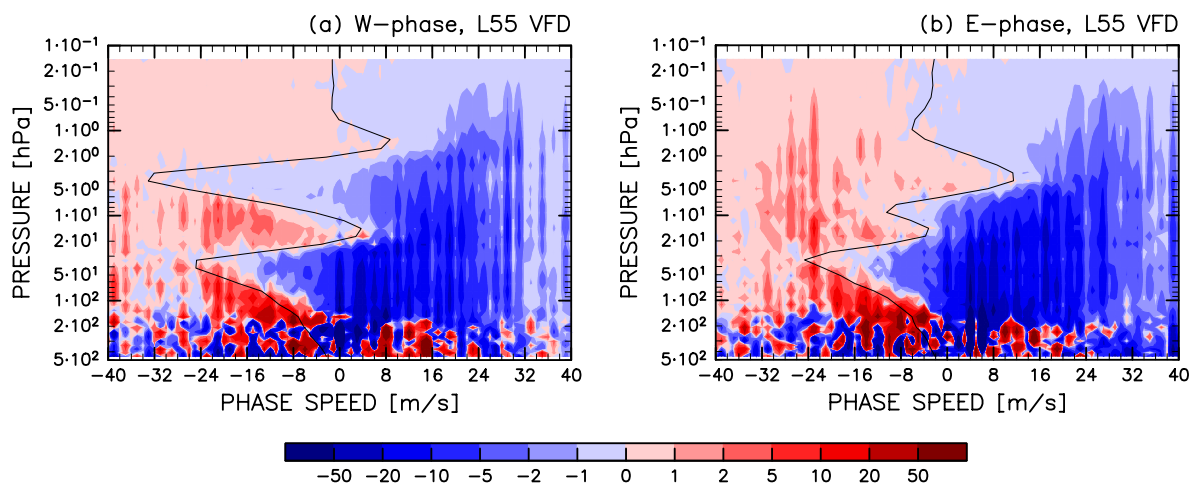 (a) W-phase, L55 VFD
(b) E-phase, L55 VFD
PRESSURE [hPa]
1·10⁻¹
2·10⁻¹
5·10⁻¹
1·10⁰
2·10⁰
5·10⁰
1·10¹
2·10¹
5·10¹
1·10²
2·10²
5·10²
-40 -32 -24 -16 -8 0 8 16 24 32 40
PHASE SPEED [m/s]
PRESSURE [hPa]
1·10⁻¹
2·10⁻¹
5·10⁻¹
1·10⁰
2·10⁰
5·10⁰
1·10¹
2·10¹
5·10¹
1·10²
2·10²
5·10²
-40 -32 -24 -16 -8 0 8 16 24 32 40
PHASE SPEED [m/s]
-50 -20 -10 -5 -2 -1 0 1 2 5 10 20 50